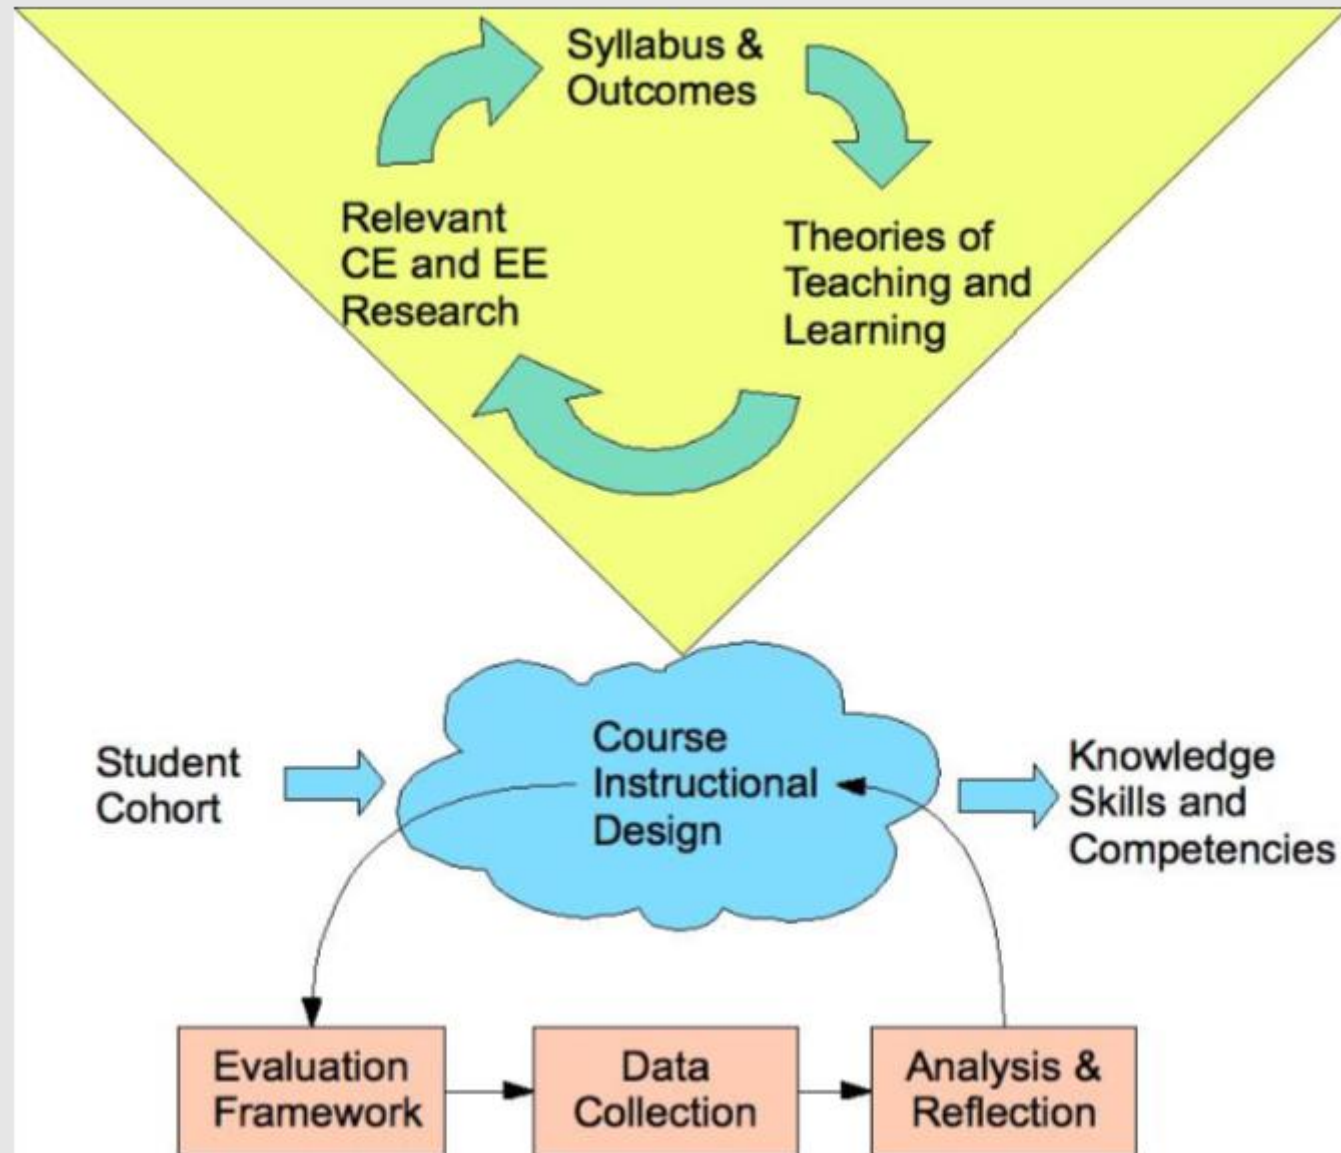 Syllabus &
Outcomes
Relevant
CE and EE
Research
Theories of
Teaching and
Learning
Student
Cohort
Course
Instructional
Design
Knowledge
Skills and
Competencies
Evaluation
Framework
Data
Collection
Analysis &
Reflection